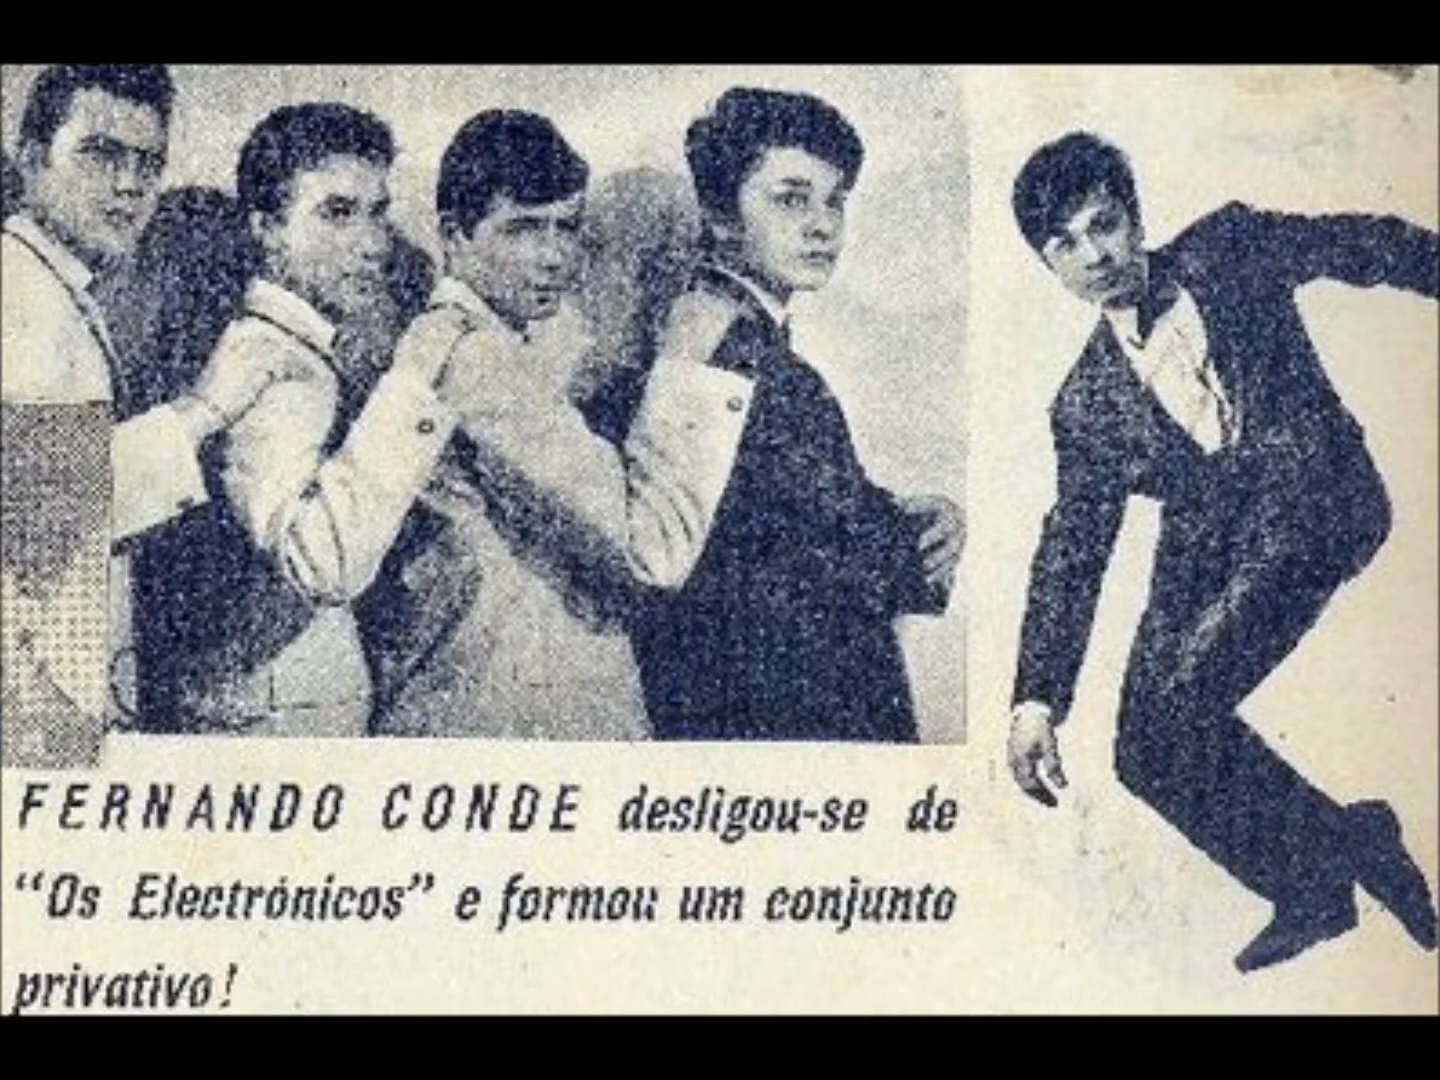 FERNANDO CONDE desligou-se de
"Os Electrónicos" e formou um conjunto
privativo!